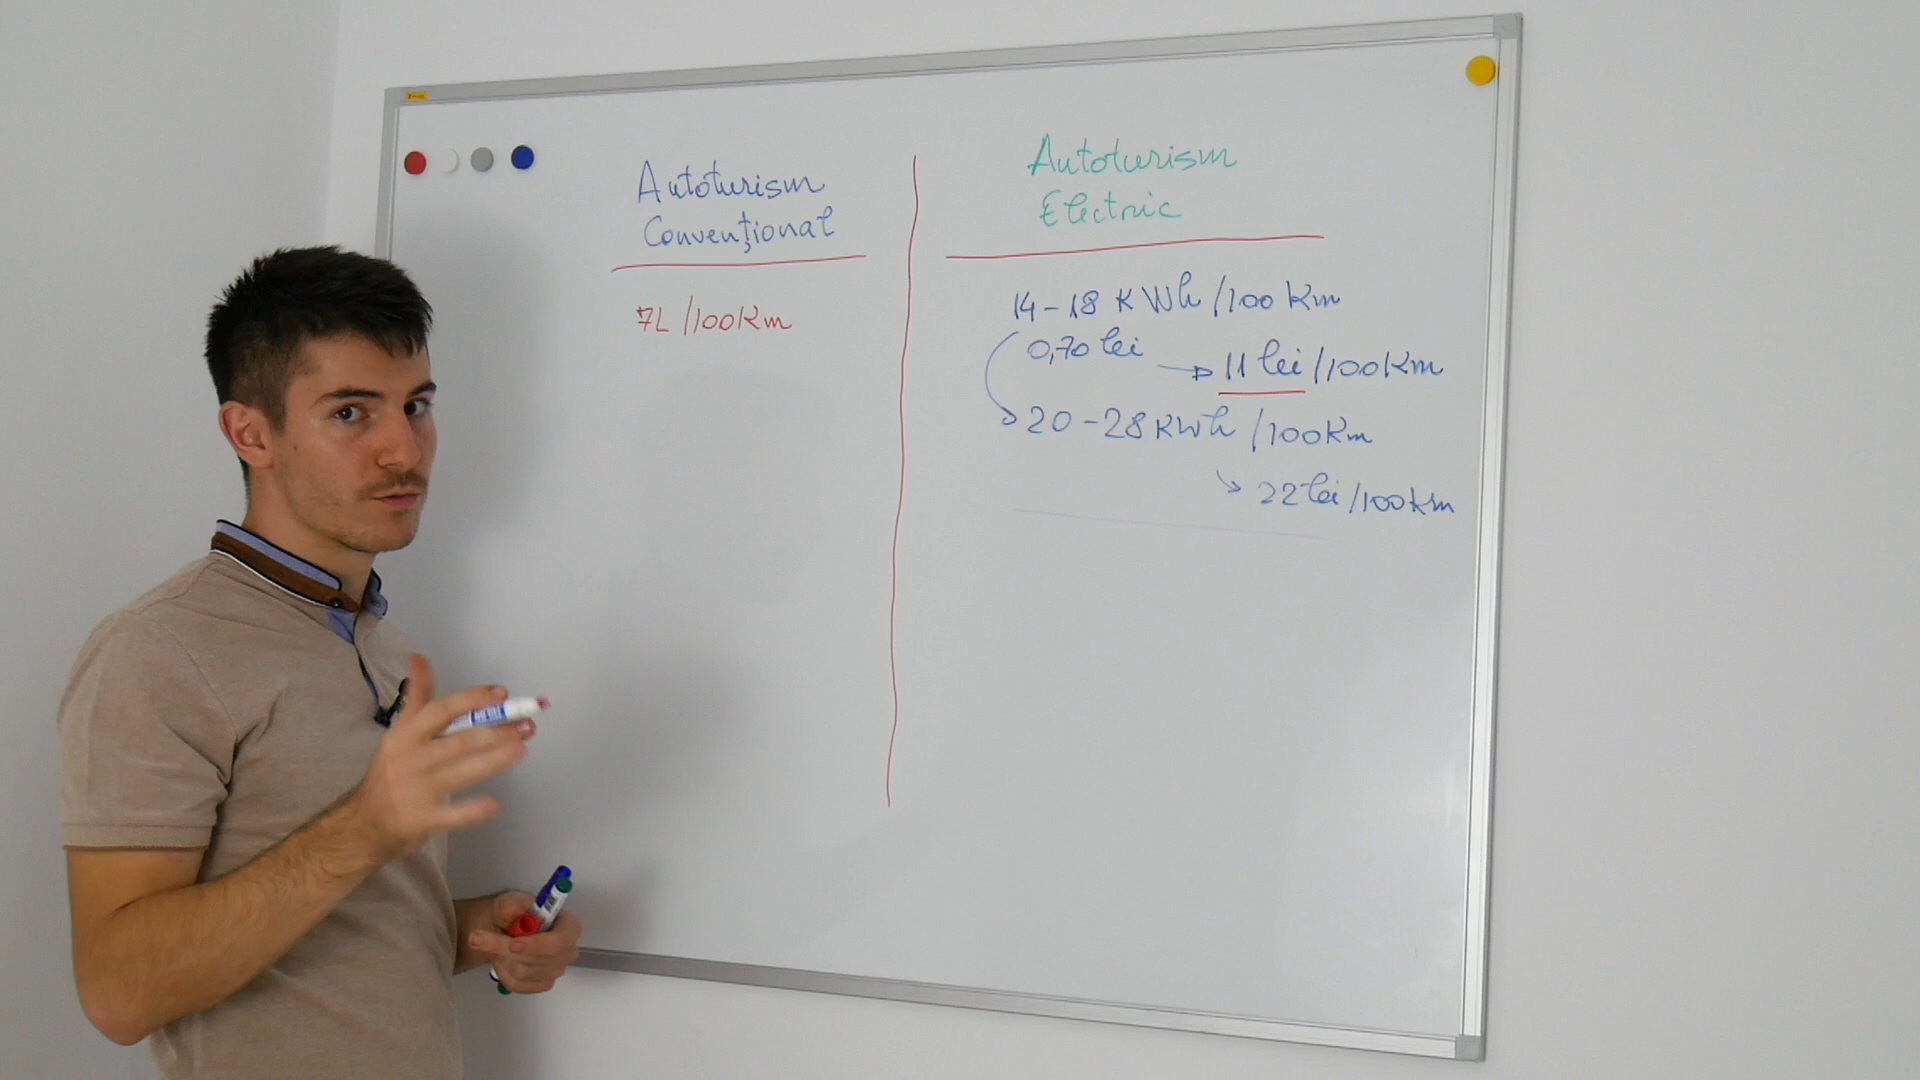 Autoturism
Convențional
7L /100Km
Autoturism
Electric
14-18 KWh /100 Km
0,70 lei
11 lei /100Km
20-28 KWh /100Km
22 lei /100Km